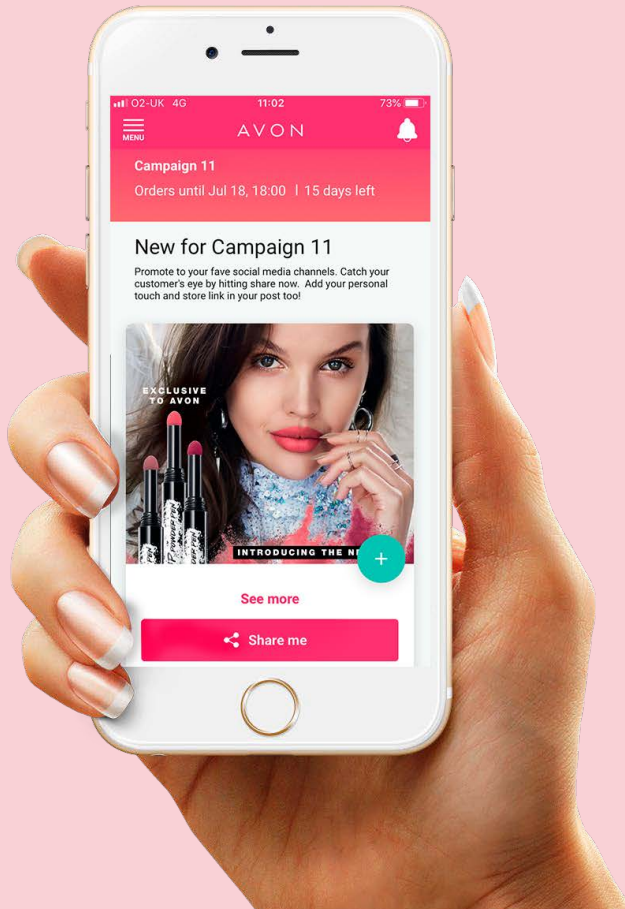 O2-UK 4G 11:02 73%
MENU
AVON
Campaign 11
Orders until Jul 18, 18:00 | 15 days left
New for Campaign 11
Promote to your fave social media channels. Catch your
customer's eye by hitting share now. Add your personal
touch and store link in your post too!
EXCLUSIVE
TO AVON
POWDER PEN
INTRODUCING THE
See more
Share me